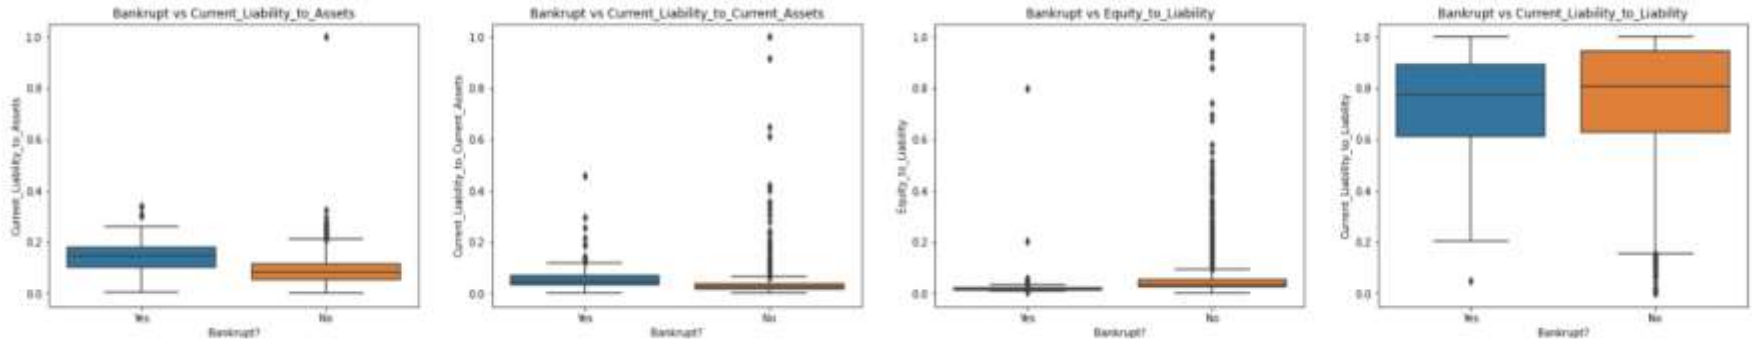 Bankrupt vs Current_Liability_to_Assets
Current_Liability_to_Assets
1.0
0.8
0.6
0.4
0.2
0.0
Yes
No
Bankrupt?
Bankrupt vs Current_Liability_to_Current_Assets
Current_Liability_to_Current_Assets
1.0
0.8
0.6
0.4
0.2
0.0
Yes
No
Bankrupt?
Bankrupt vs Equity_to_Liability
Equity_to_Liability
1.0
0.8
0.6
0.4
0.2
0.0
Yes
No
Bankrupt?
Bankrupt vs Current_Liability_to_Liability
Current_Liability_to_Liability
1.0
0.8
0.6
0.4
0.2
0.0
Yes
No
Bankrupt?